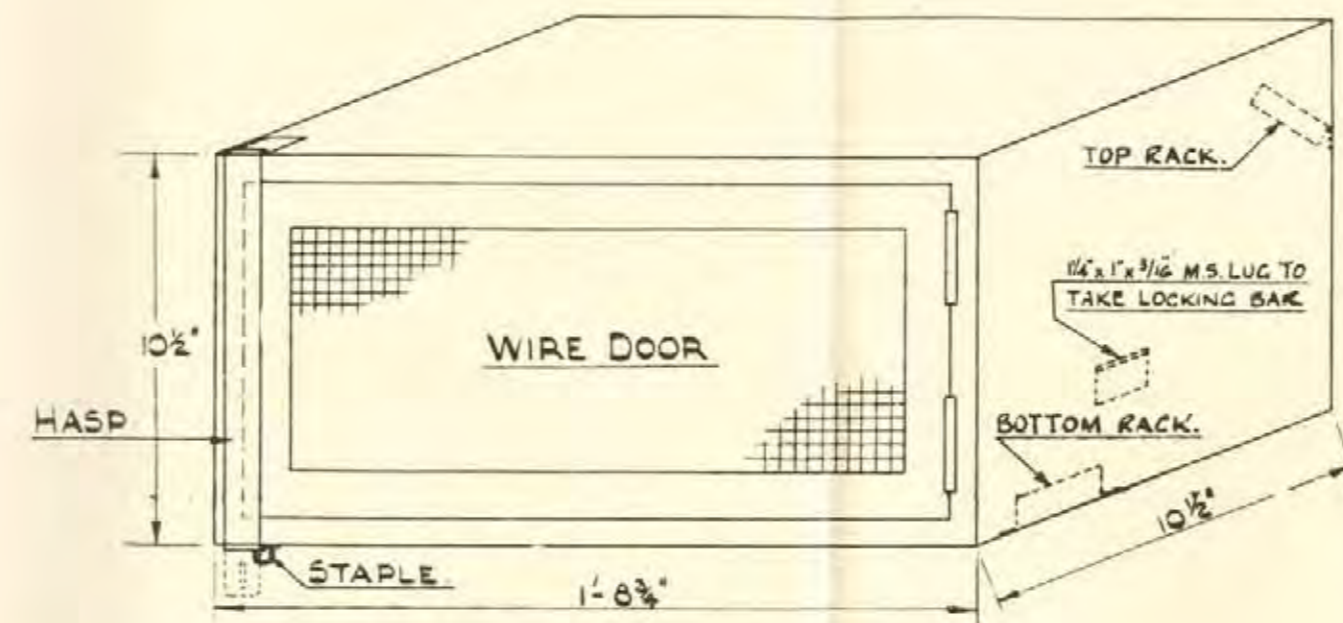 TOP RACK.
1¼" x 1" x 3/16" M.S. LUG TO
TAKE LOCKING BAR
10½"
WIRE DOOR
HASP
BOTTOM RACK.
10½"
STAPLE.
1'-8¾"